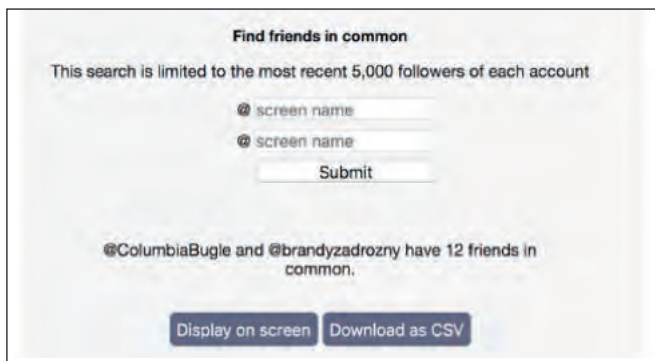 Find friends in common
This search is limited to the most recent 5,000 followers of each account
@ screen name
@ screen name
Submit
@ColumbiaBugle and @brandyzadrozny have 12 friends in
common.
Display on screen Download as CSV